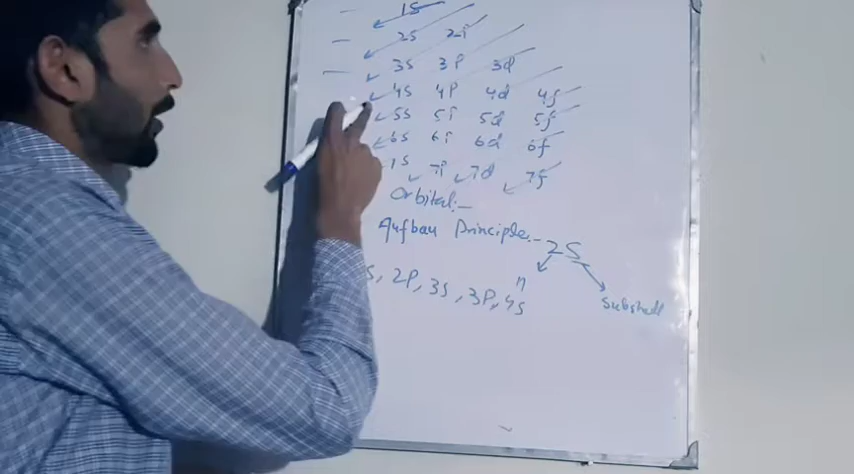 1S
2S 2P
3S 3P 3d
4S 4P 4d 4f
5S 5P 5d 5f
6S 6P 6d 6f
7S 7P 7d 7f
Orbital:-
Aufbau Principle:- 2S
n Subshell
S, 2P, 3S, 3P, 4S